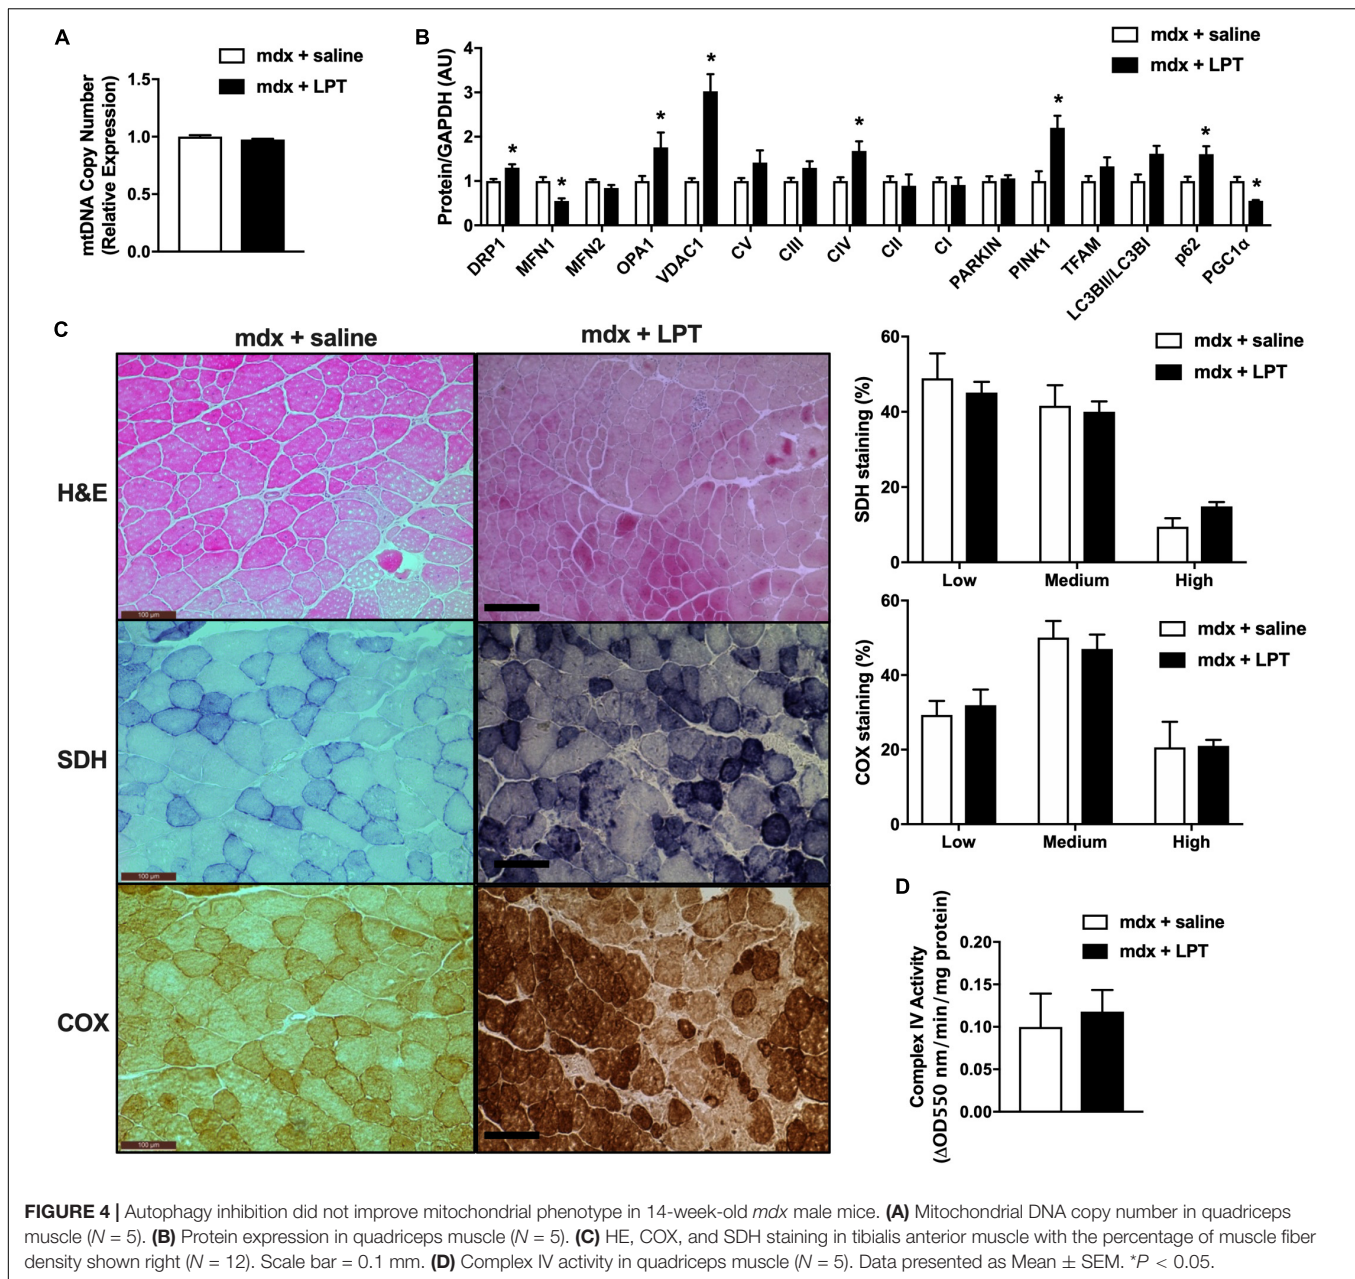 A
mdx + saline
mdx + LPT
mtDNA Copy Number
(Relative Expression)
1.5
1.0
0.5
0.0
B
mdx + saline
mdx + LPT
Protein/GAPDH (AU)
4
3
2
1
0
* * * * * * * *
DRP1 MFN1 MFN2 OPA1 VDAC1 CV CIII CIV CII CI PARKIN PINK1 TFAM LC3BII/LC3BI p62 PGC1α
C
mdx + saline mdx + LPT
H&E
100 µm
SDH
100 µm
COX
100 µm
mdx + saline
mdx + LPT
SDH staining (%)
60
40
20
0
Low Medium High
mdx + saline
mdx + LPT
COX staining (%)
60
40
20
0
Low Medium High
D
mdx + saline
mdx + LPT
Complex IV Activity
(ΔOD550 nm/min/mg protein)
0.20
0.15
0.10
0.05
0.00
FIGURE 4 | Autophagy inhibition did not improve mitochondrial phenotype in 14-week-old mdx male mice. (A) Mitochondrial DNA copy number in quadriceps
muscle (N = 5). (B) Protein expression in quadriceps muscle (N = 5). (C) HE, COX, and SDH staining in tibialis anterior muscle with the percentage of muscle fiber
density shown right (N = 12). Scale bar = 0.1 mm. (D) Complex IV activity in quadriceps muscle (N = 5). Data presented as Mean ± SEM. *P < 0.05.